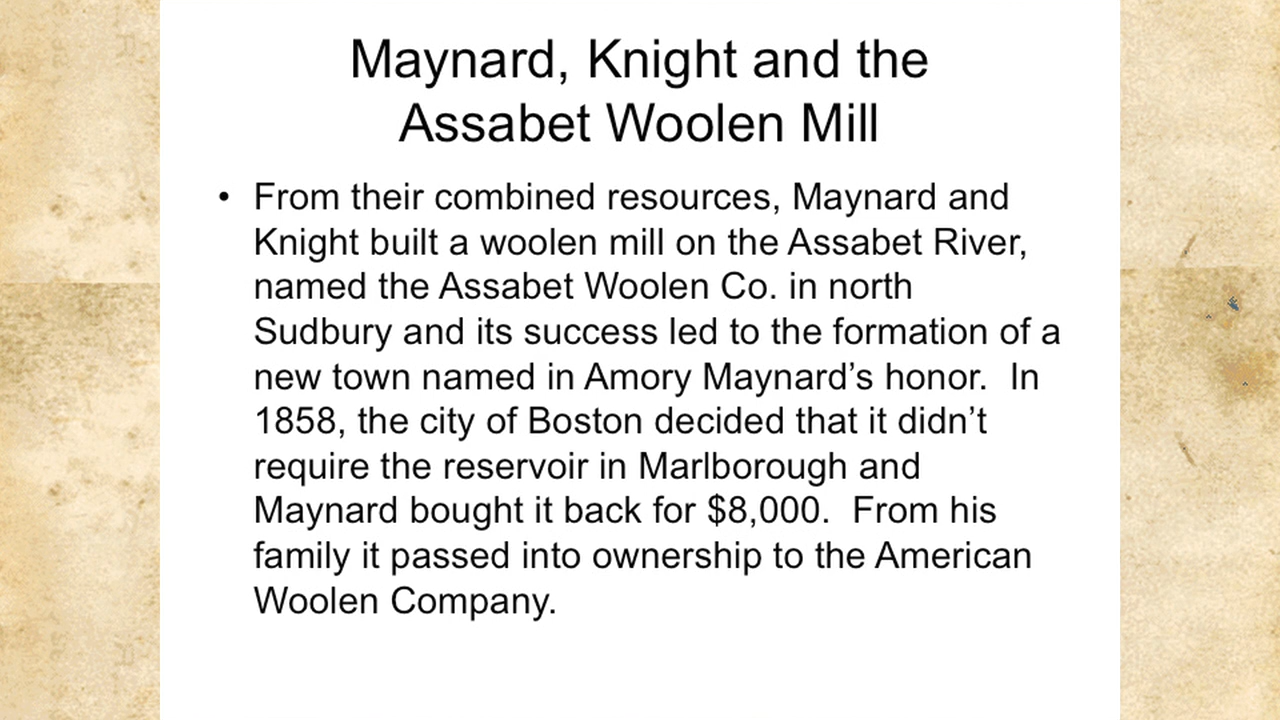 Maynard, Knight and the
Assabet Woolen Mill
• From their combined resources, Maynard and
Knight built a woolen mill on the Assabet River,
named the Assabet Woolen Co. in north
Sudbury and its success led to the formation of a
new town named in Amory Maynard’s honor.  In
1858, the city of Boston decided that it didn’t
require the reservoir in Marlborough and
Maynard bought it back for $8,000.  From his
family it passed into ownership to the American
Woolen Company.